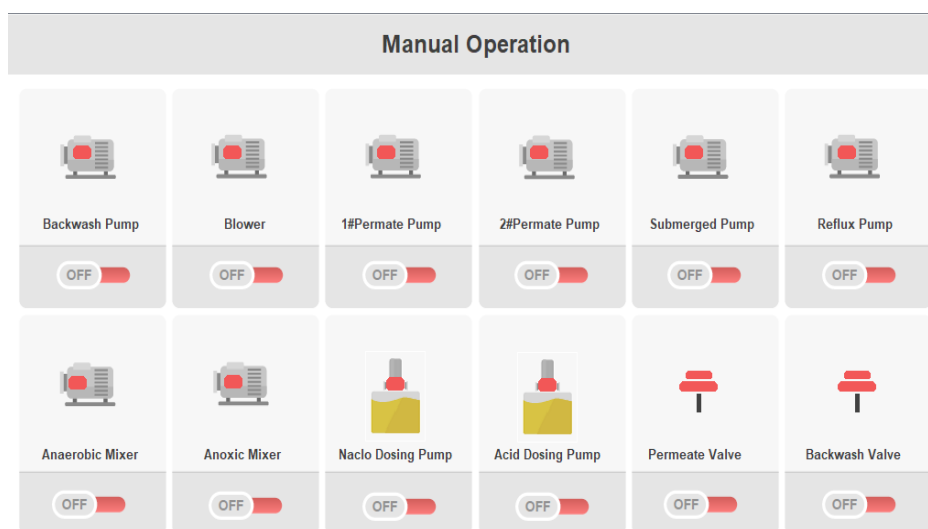 Manual Operation
Backwash Pump
Blower
1#Permate Pump
2#Permate Pump
Submerged Pump
Reflux Pump
OFF
OFF
OFF
OFF
OFF
OFF
Anaerobic Mixer
Anoxic Mixer
Naclo Dosing Pump
Acid Dosing Pump
Permeate Valve
Backwash Valve
OFF
OFF
OFF
OFF
OFF
OFF